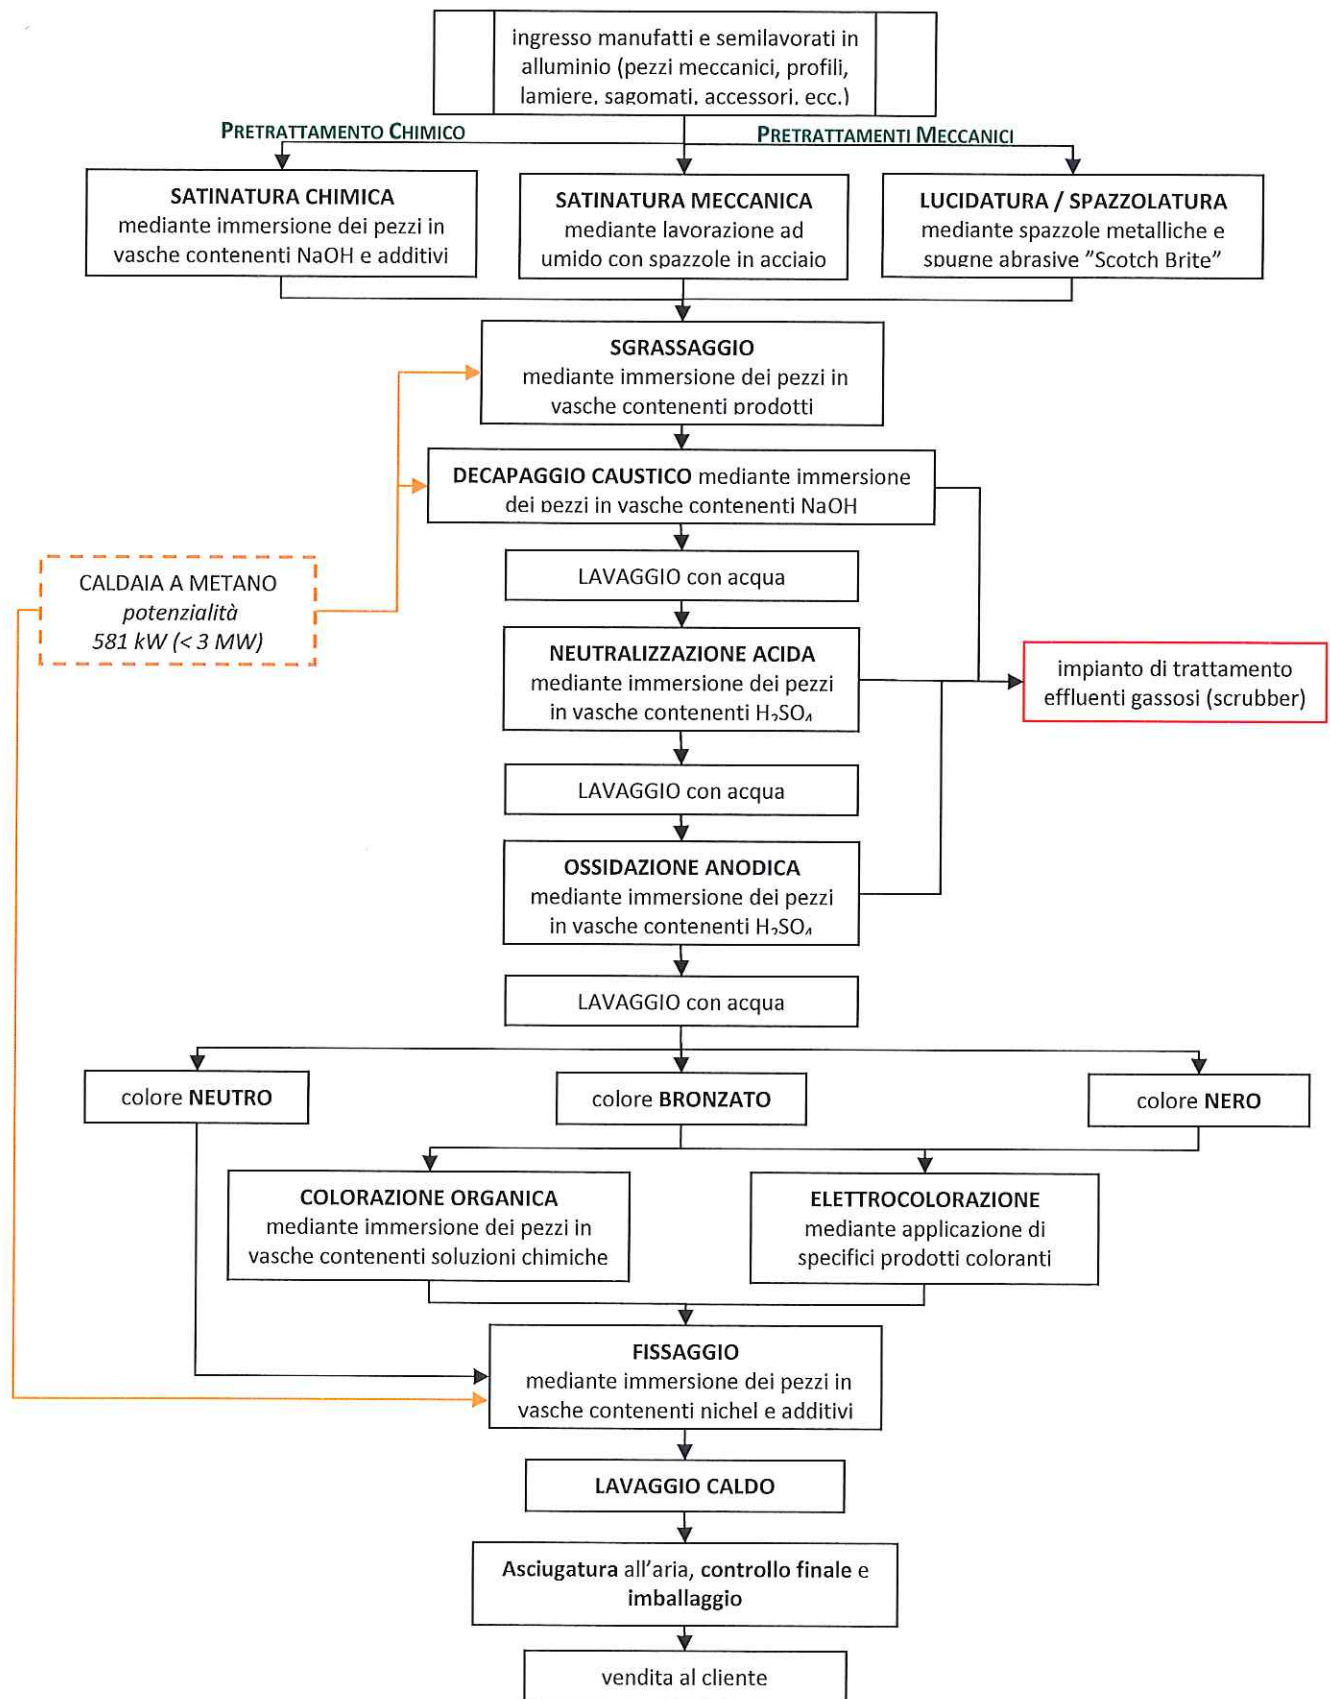 ingresso manufatti e semilavorati in
alluminio (pezzi meccanici, profili,
lamiere, sagomati, accessori, ecc.)
PRETRATTAMENTO CHIMICO
PRETRATTAMENTI MECCANICI
SATINATURA CHIMICA
mediante immersione dei pezzi in
vasche contenenti NaOH e additivi
SATINATURA MECCANICA
mediante lavorazione ad
umido con spazzole in acciaio
LUCIDATURA / SPAZZOLATURA
mediante spazzole metalliche e
spugne abrasive ”Scotch Brite”
SGRASSAGGIO
mediante immersione dei pezzi in
vasche contenenti prodotti
DECAPAGGIO CAUSTICO mediante immersione
dei pezzi in vasche contenenti NaOH
LAVAGGIO con acqua
CALDAIA A METANO
potenzialità
581 kW (< 3 MW)
NEUTRALIZZAZIONE ACIDA
mediante immersione dei pezzi
in vasche contenenti H₂SO₄
impianto di trattamento
effluenti gassosi (scrubber)
LAVAGGIO con acqua
OSSIDAZIONE ANODICA
mediante immersione dei pezzi
in vasche contenenti H₂SO₄
LAVAGGIO con acqua
colore NEUTRO
colore BRONZATO
colore NERO
COLORAZIONE ORGANICA
mediante immersione dei pezzi in
vasche contenenti soluzioni chimiche
ELETTROCOLORAZIONE
mediante applicazione di
specifici prodotti coloranti
FISSAGGIO
mediante immersione dei pezzi in
vasche contenenti nichel e additivi
LAVAGGIO CALDO
Asciugatura all’aria, controllo finale e
imballaggio
vendita al cliente